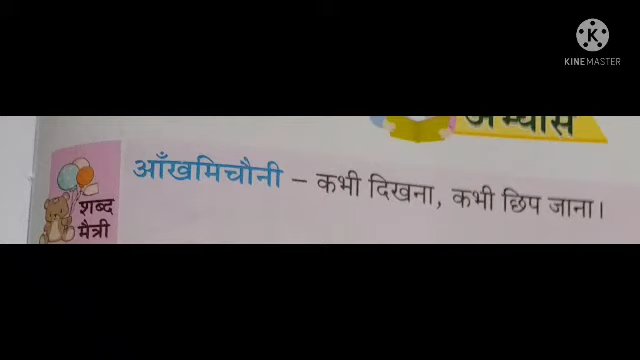 K
KINEMASTER
अभ्यास
आँखमिचौनी – कभी दिखना, कभी छिप जाना।
शब्द
मैत्री